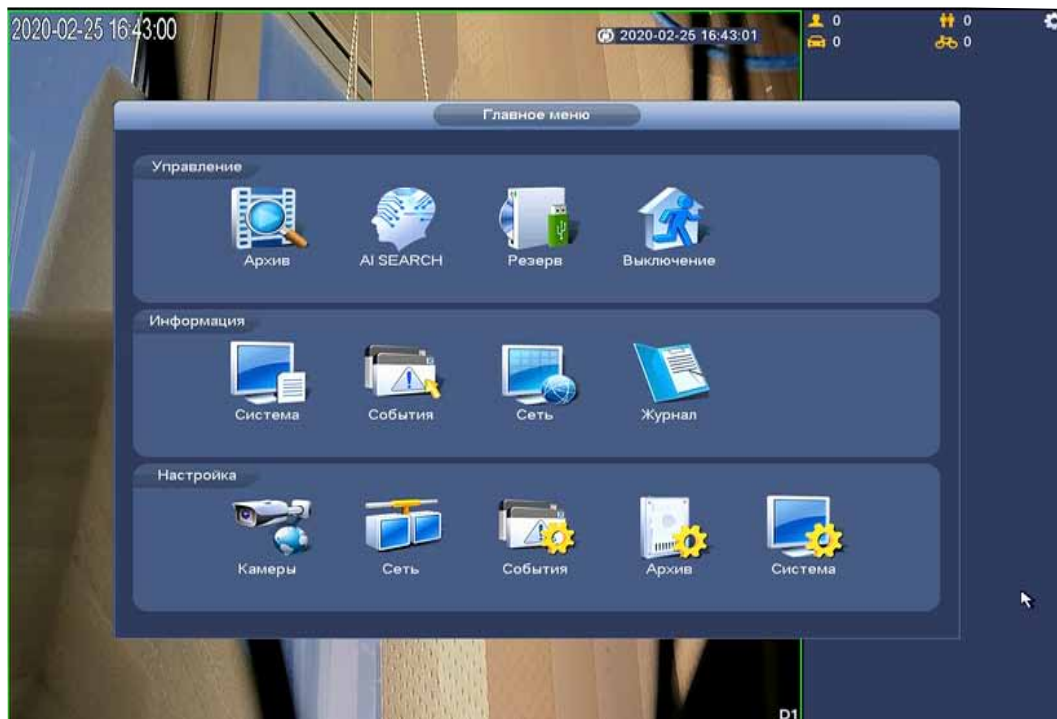 2020-02-25 16:43:00
2020-02-25 16:43:01
0 0
0 0
Главное меню
Управление
Архив AI SEARCH Резерв Выключение
Информация
Система События Сеть Журнал
Настройка
Камеры Сеть События Архив Система
D1